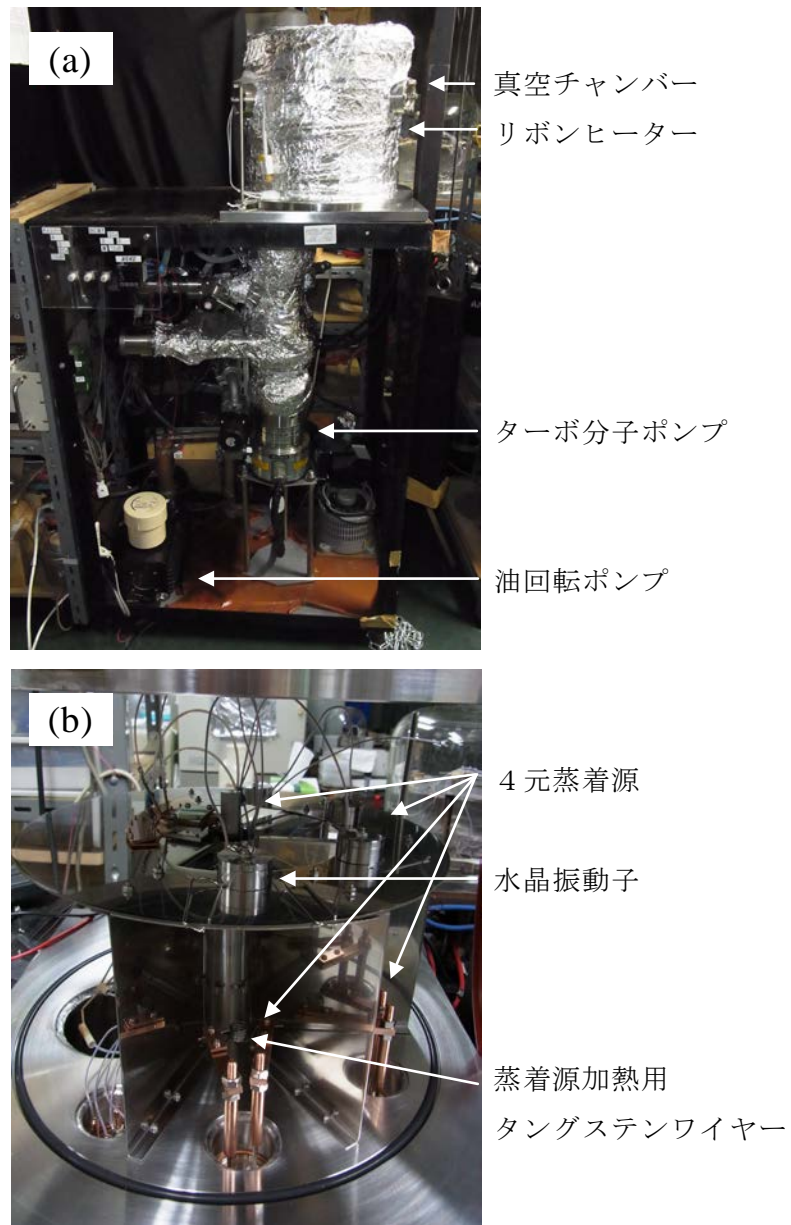 (a)
真空チャンバー
リボンヒーター
ターボ分子ポンプ
油回転ポンプ
(b)
４元蒸着源
水晶振動子
蒸着源加熱用
タングステンワイヤー